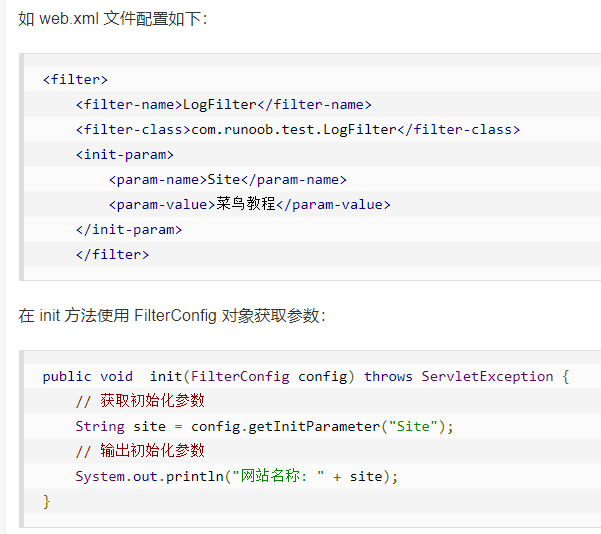 如 web.xml 文件配置如下：
<filter>
    <filter-name>LogFilter</filter-name>
    <filter-class>com.runoob.test.LogFilter</filter-class>
    <init-param>
        <param-name>Site</param-name>
        <param-value>菜鸟教程</param-value>
    </init-param>
    </filter>
在 init 方法使用 FilterConfig 对象获取参数：
public void  init(FilterConfig config) throws ServletException {
    // 获取初始化参数
    String site = config.getInitParameter("Site");
    // 输出初始化参数
    System.out.println("网站名称: " + site);
}